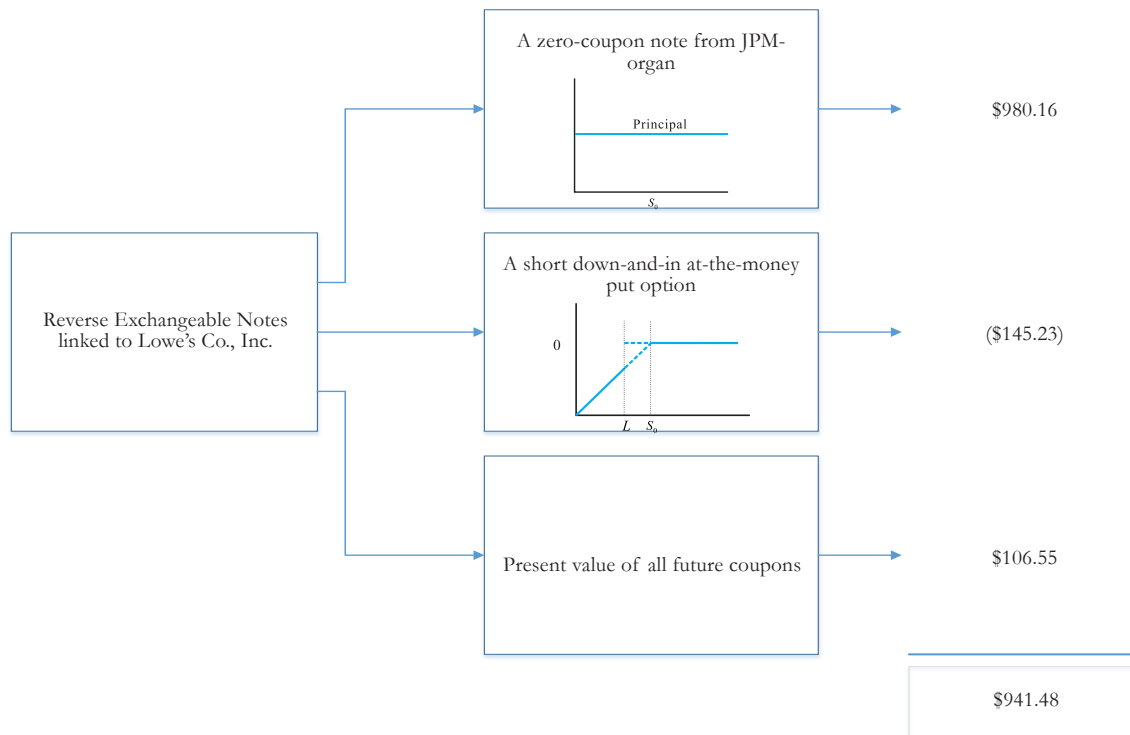 A zero-coupon note from JPM-
organ
Principal
S₀
$980.16
Reverse Exchangeable Notes
linked to Lowe's Co., Inc.
A short down-and-in at-the-money
put option
0
L S₀
($145.23)
Present value of all future coupons
$106.55
$941.48